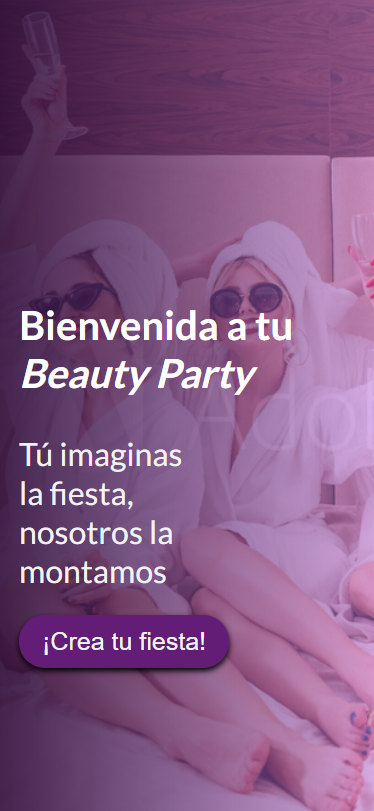 Bienvenida a tu
Beauty Party
Tú imaginas
la fiesta,
nosotros la
montamos
¡Crea tu fiesta!